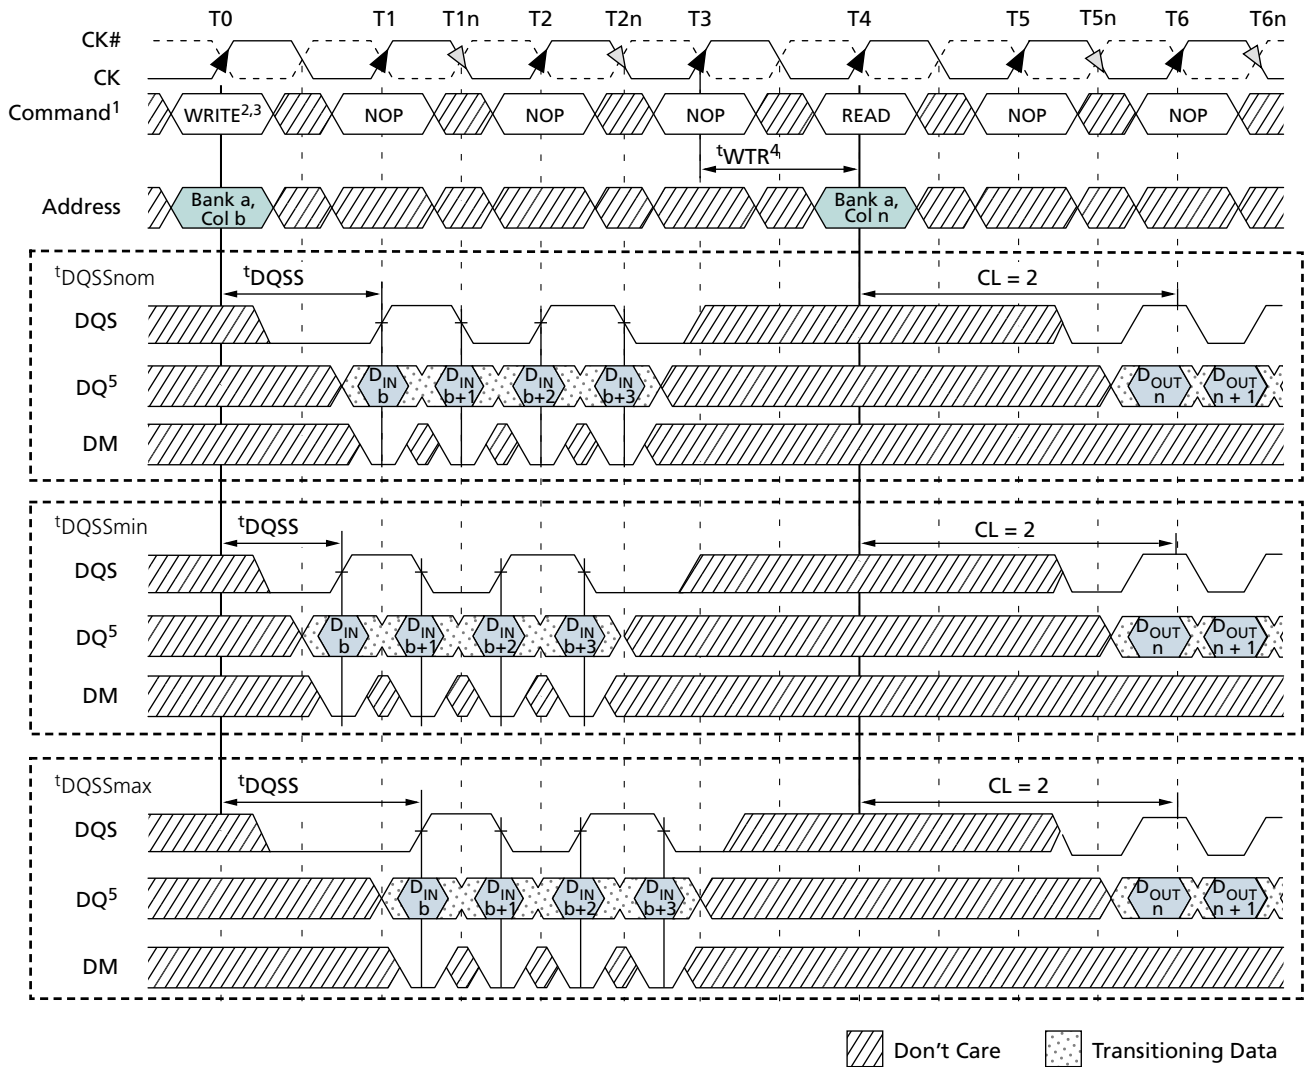 T0 T1 T1n T2 T2n T3 T4 T5 T5n T6 T6n
CK#
CK
Command1 WRITE2,3 NOP NOP NOP READ NOP NOP
tWTR4
Address Bank a, Col b Bank a, Col n
tDQSSnom tDQSS CL = 2
DQS
DQ5 DIN b DIN b+1 DIN b+2 DIN b+3 DOUT n DOUT n + 1
DM
tDQSSmin tDQSS CL = 2
DQS
DQ5 DIN b DIN b+1 DIN b+2 DIN b+3 DOUT n DOUT n + 1
DM
tDQSSmax tDQSS CL = 2
DQS
DQ5 DIN b DIN b+1 DIN b+2 DIN b+3 DOUT n DOUT n + 1
DM
Don't Care Transitioning Data